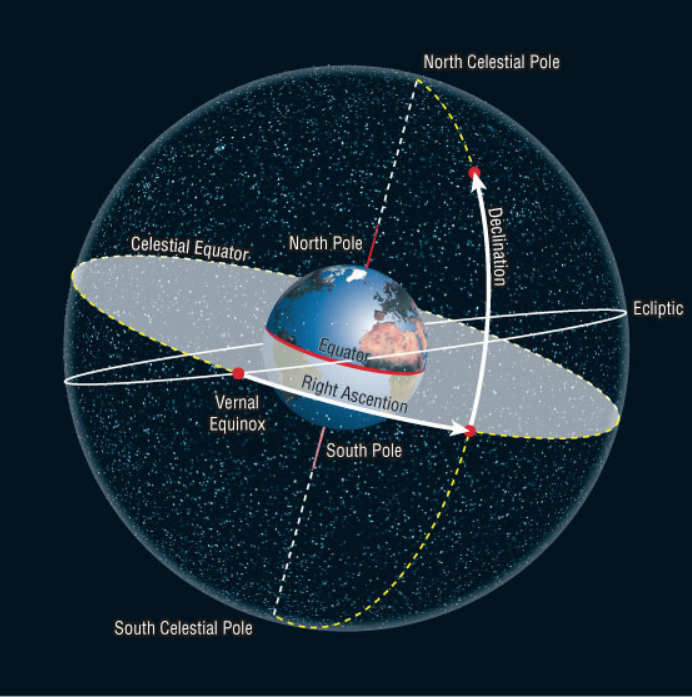 North Celestial Pole
Declination
North Pole
Celestial Equator
Ecliptic
Equator
Right Ascention
Vernal
Equinox
South Pole
South Celestial Pole